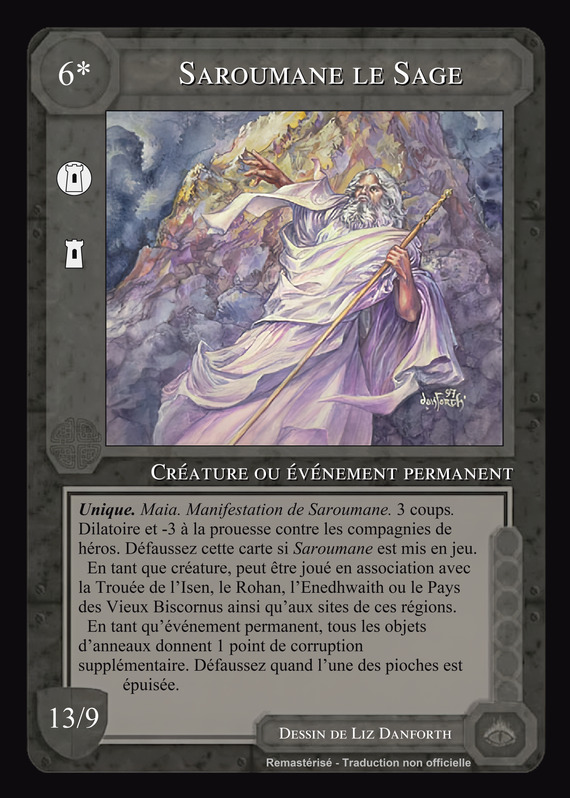 6*
Saroumane le Sage
danforth 97
Créature ou événement permanent
Unique. Maia. Manifestation de Saroumane. 3 coups.
Dilatoire et -3 à la prouesse contre les compagnies de
héros. Défaussez cette carte si Saroumane est mis en jeu.
En tant que créature, peut être joué en association avec
la Trouée de l'Isen, le Rohan, l'Enedhwaith ou le Pays
des Vieux Biscornus ainsi qu'aux sites de ces régions.
En tant qu'événement permanent, tous les objets
d'anneaux donnent 1 point de corruption
supplémentaire. Défaussez quand l'une des pioches est
épuisée.
13/9
Dessin de Liz Danforth
Remastérisé - Traduction non officielle